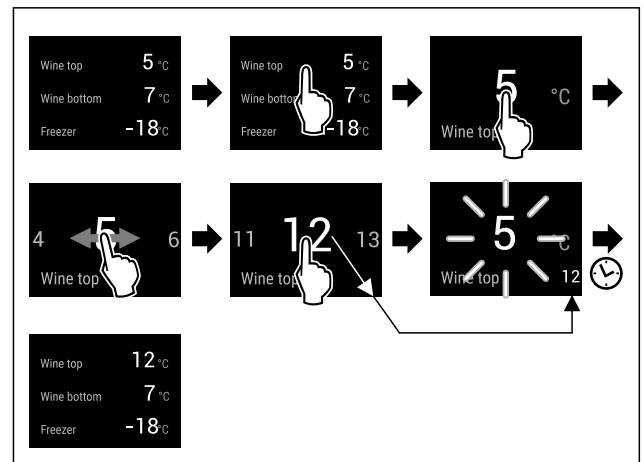 Wine top 5 °C
Wine bottom 7 °C
Freezer -18°C
Wine top 5 °C
Wine bottom 7 °C
Freezer -18°C
5 °C
Wine top
4 5 6
Wine top
11 12 13
Wine top
5 °C
Wine top 12
Wine top 12 °C
Wine bottom 7 °C
Freezer -18°C